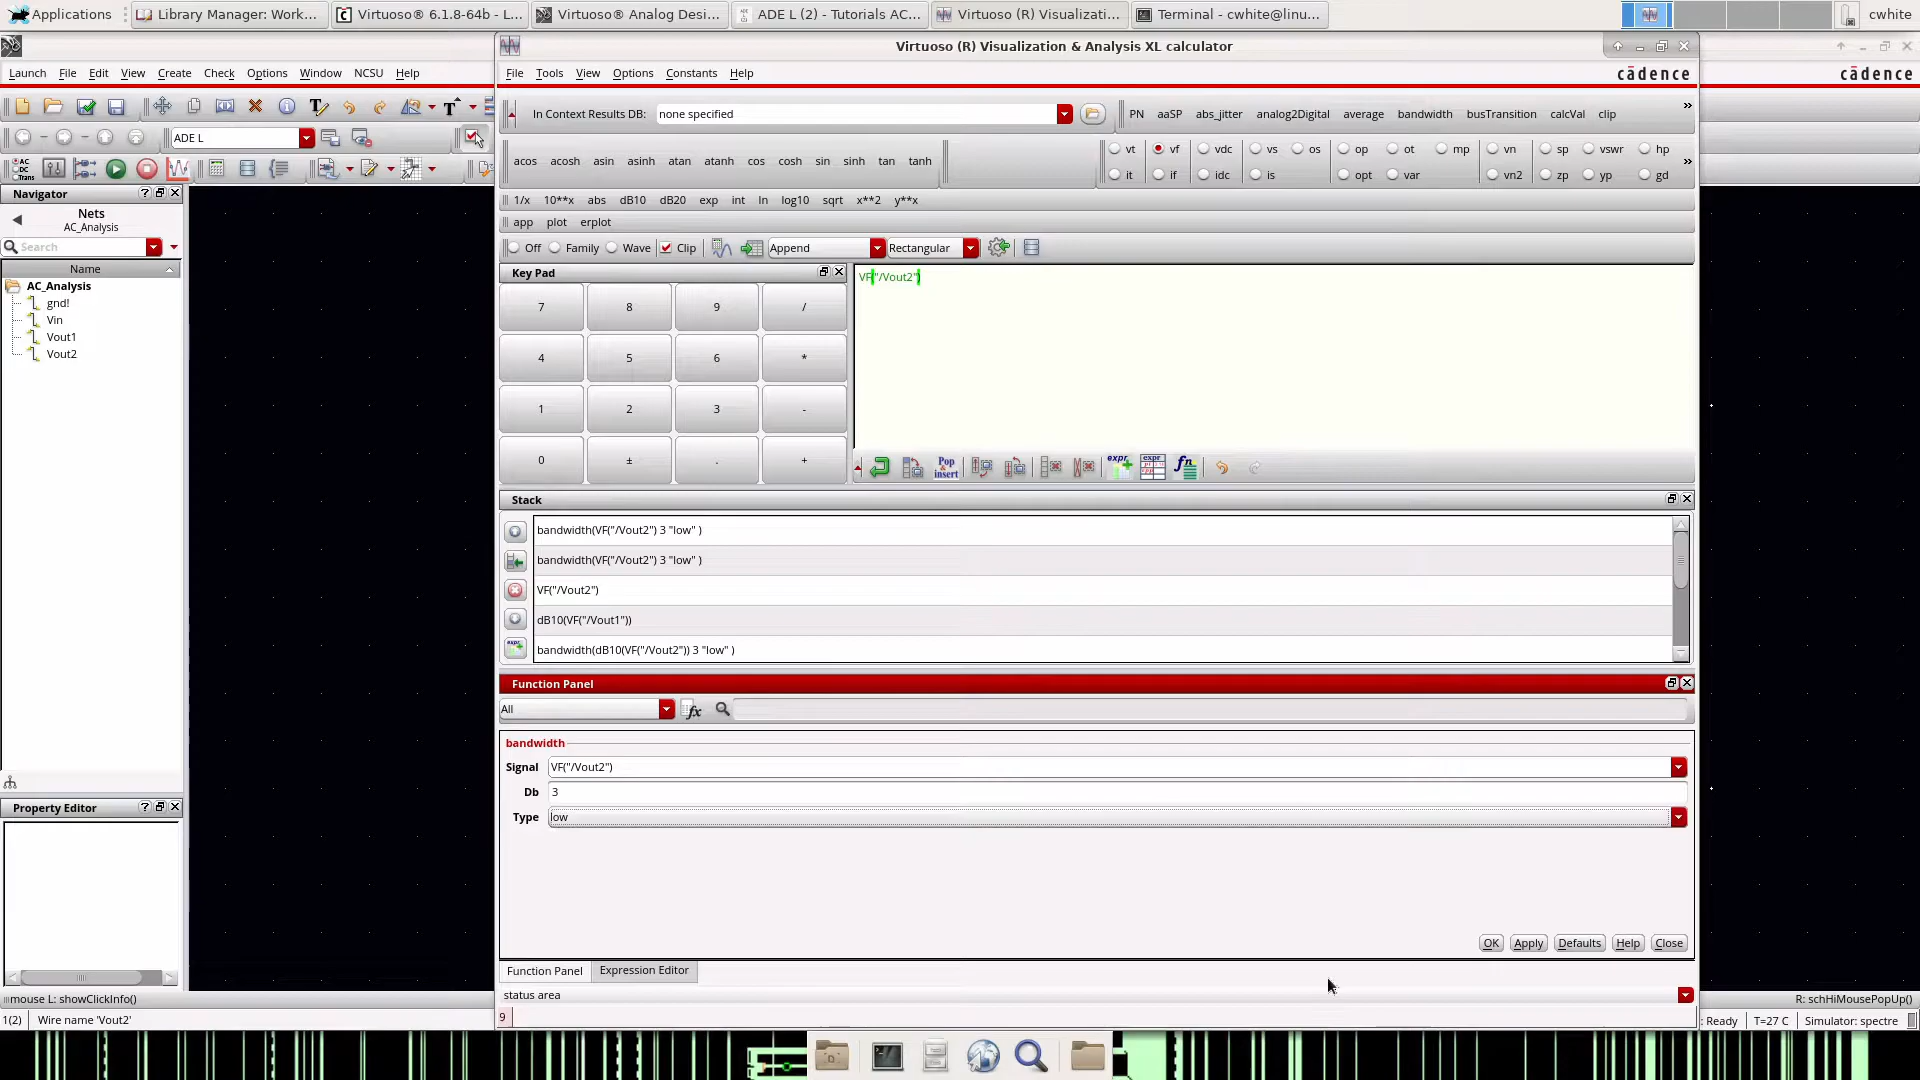 Applications
Library Manager: Work...
Virtuoso® 6.1.8-64b - L...
Virtuoso® Analog Desi...
ADE L (2) - Tutorials AC...
Virtuoso (R) Visualizati...
Terminal - cwhite@linu...
cwhite
Virtuoso (R) Visualization & Analysis XL calculator
Launch File Edit View Create Check Options Window NCSU Help
File Tools View Options Constants Help
cādence
cādence
In Context Results DB: none specified
PN aaSP abs_jitter analog2Digital average bandwidth busTransition calcVal clip
ADE L
acos acosh asin asinh atan atanh cos cosh sin sinh tan tanh
vt vf vdc vs os op ot mp vn sp vswr hp
it if idc is opt var vn2 zp yp gd
AC
DC
Trans
1/x 10**x abs dB10 dB20 exp int ln log10 sqrt x**2 y**x
app plot erplot
Off Family Wave Clip Append Rectangular
Navigator
Nets
AC_Analysis
Search
Name
AC_Analysis
gnd!
Vin
Vout1
Vout2
Key Pad
7 8 9 /
4 5 6 *
1 2 3 -
0 ± . +
VF("/Vout2")
Pop
insert
expr
expr
fn
Stack
bandwidth(VF("/Vout2") 3 "low" )
bandwidth(VF("/Vout2") 3 "low" )
VF("/Vout2")
dB10(VF("/Vout1"))
bandwidth(dB10(VF("/Vout2")) 3 "low" )
expr
Function Panel
All
fx
bandwidth
Signal VF("/Vout2")
Db 3
Type low
OK Apply Defaults Help Close
Function Panel Expression Editor
status area
9
Property Editor
mouse L: showClickInfo()
R: schHiMousePopUp()
1(2) Wire name 'Vout2'
: Ready T=27 C Simulator: spectre